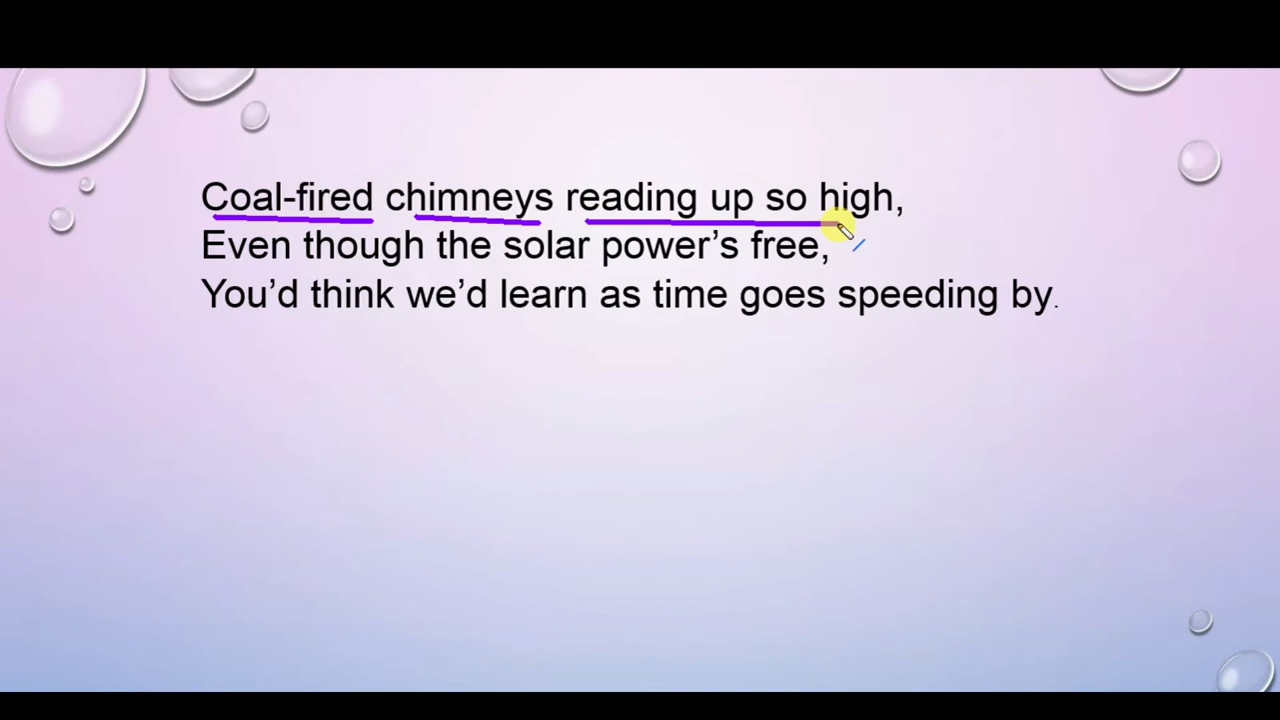 Coal-fired chimneys reading up so high,
Even though the solar power’s free,
You’d think we’d learn as time goes speeding by.